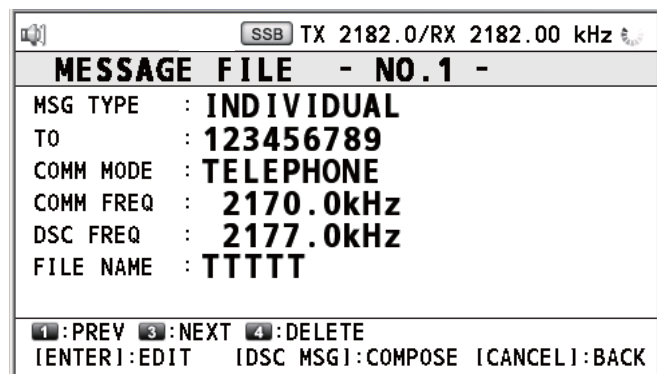 SSB TX 2182.0/RX 2182.00 kHz
MESSAGE FILE - NO.1 -
MSG TYPE : INDIVIDUAL
TO : 123456789
COMM MODE : TELEPHONE
COMM FREQ : 2170.0kHz
DSC FREQ : 2177.0kHz
FILE NAME : TTTTT
1:PREV 3:NEXT 4:DELETE
[ENTER]:EDIT [DSC MSG]:COMPOSE [CANCEL]:BACK